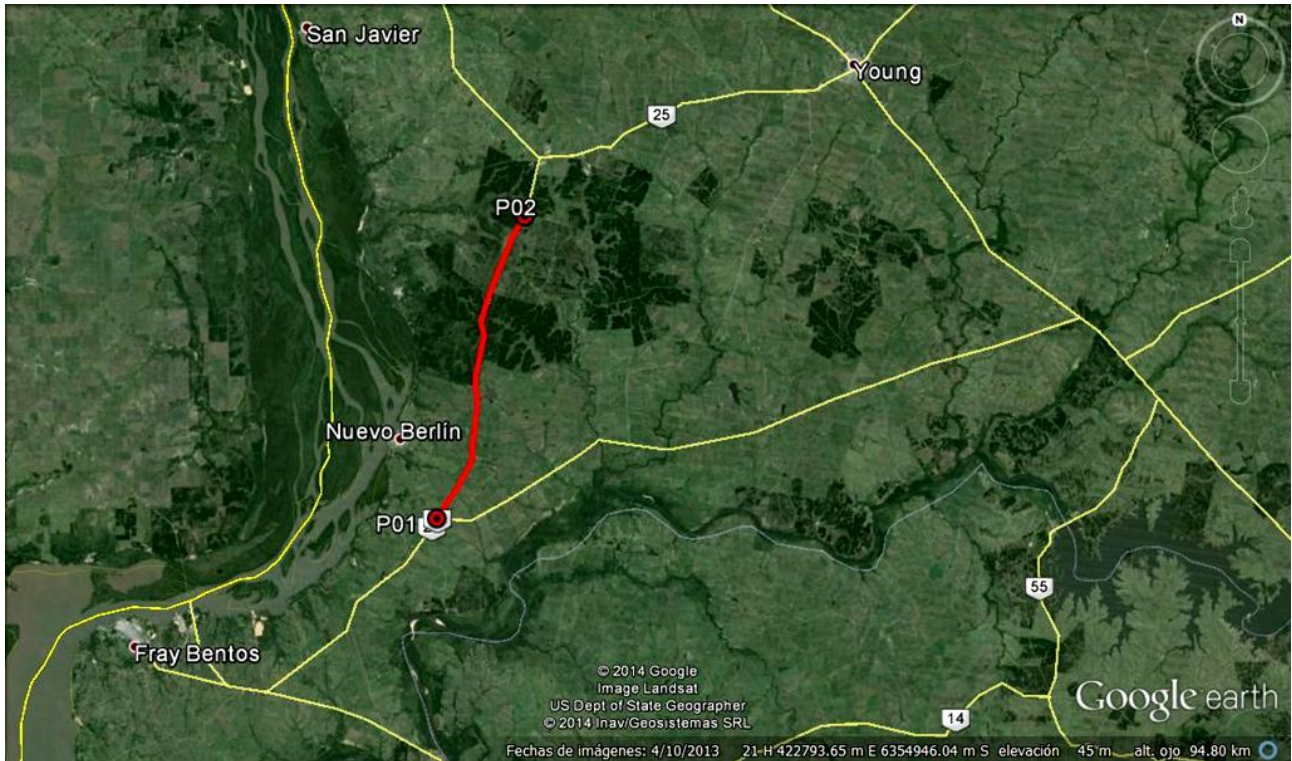 N
San Javier
Young
25
P02
Nuevo Berlín
P01
55
Fray Bentos
© 2014 Google
Image Landsat
US Dept of State Geographer
© 2014 Inav/Geosistemas SRL
14
Google earth
Fechas de imágenes: 4/10/2013 21 H 422793.65 m E 6354946.04 m S elevación 45 m alt. ojo 94.80 km